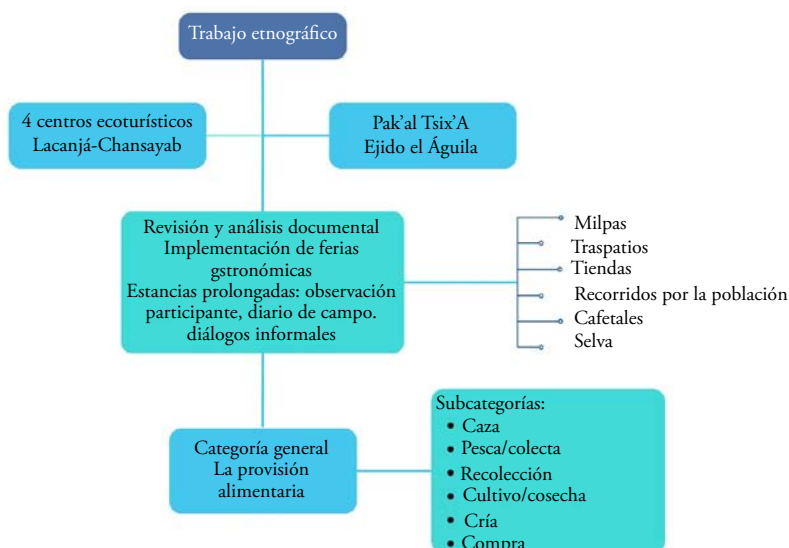 Trabajo etnográfico
4 centros ecoturísticos
Lacanjá-Chansayab
Pak'al Tsix'A
Ejido el Águila
Revisión y análisis documental
Implementación de ferias
gstronómicas
Estancias prolongadas: observación
participante, diario de campo.
diálogos informales
Milpas
Traspatios
Tiendas
Recorridos por la población
Cafetales
Selva
Categoría general
La provisión
alimentaria
Subcategorías:
• Caza
• Pesca/colecta
• Recolección
• Cultivo/cosecha
• Cría
• Compra